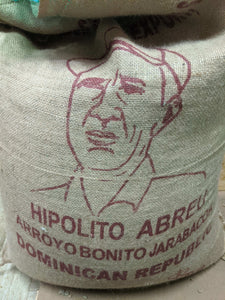 HIPOLITO ABREU
ARROYO BONITO JARABACOA
DOMINICAN REPUBLIC